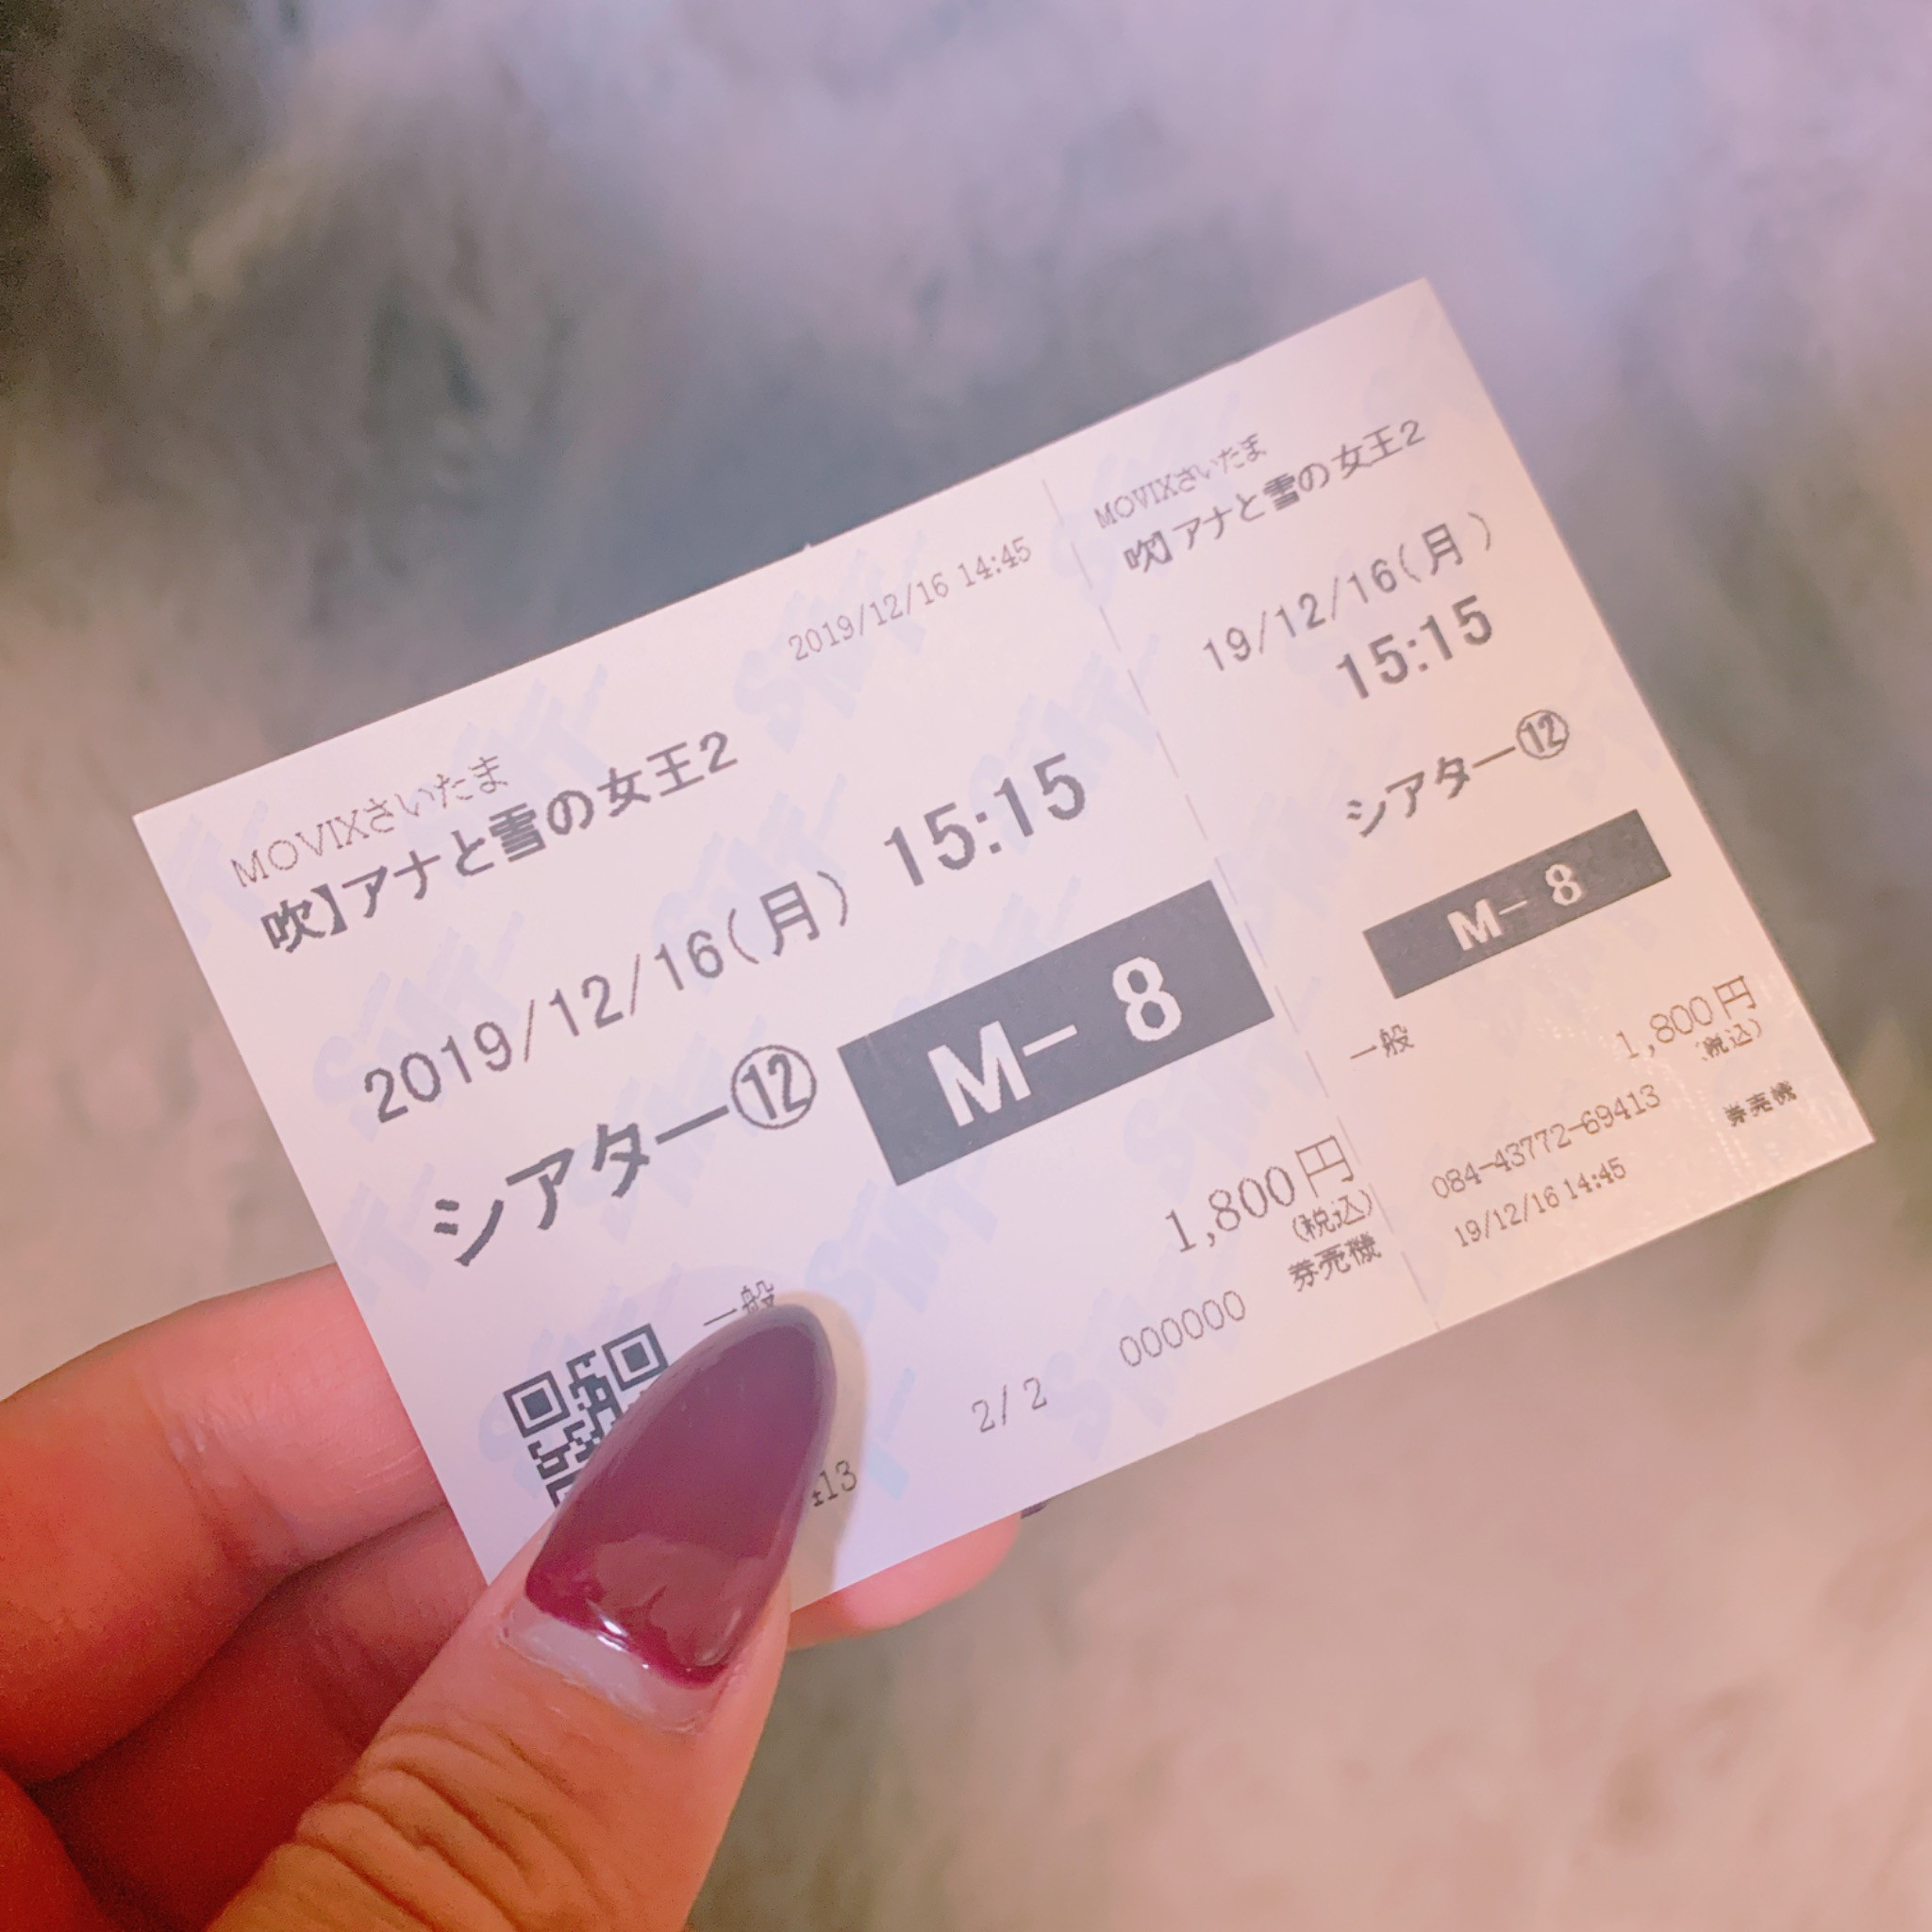 2019/12/16 14:45
MOVIXさいたま
吹】アナと雪の女王2
2019/12/16(月) 15:15
シアター⑫ M- 8
一般 1,800円
(税込)
券売機
413 2/ 2 000000
MOVIXさいたま
吹】アナと雪の女王2
19/12/16(月)
15:15
シアター⑫
M- 8
一般 1,800円
(税込)
084-43772-69413 券売機
19/12/16 14:45